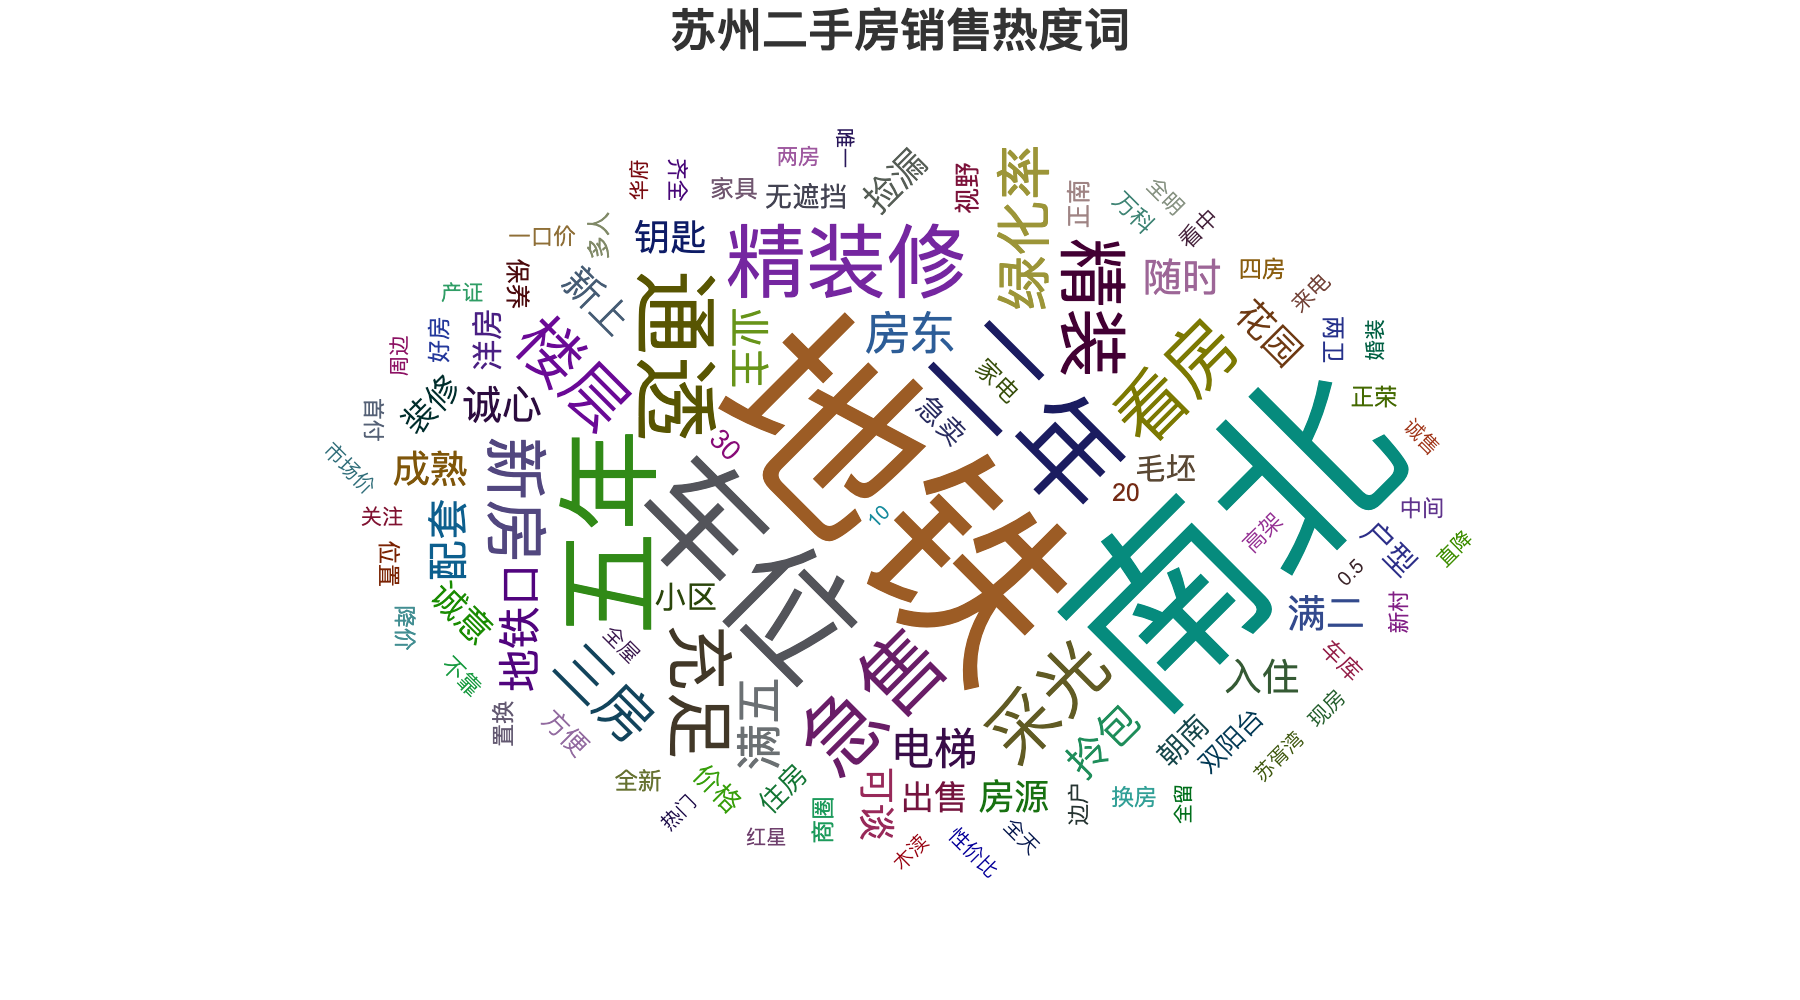 苏州二手房销售热度词
唯一
两房
捡漏
华府
齐全
家具
无遮挡
视野
绿化率
正南
全明
万科
看中
一口价
多人
钥匙
精装修
精装
随时
四房
来电
保养
新上
产证
通透
主业
房东
二年
家电
花园
两卫
婚装
好房
洋房
周边
楼层
地铁
看房
装修
诚心
急卖
正荣
首付
诚售
30
南北
市场价
成熟
新房
五年
车位
毛坯
20
中间
关注
配套
10
高架
户型
直降
位置
地铁口
0.5
诚意
小区
满二
新村
降价
全屋
充足
急售
采光
不靠
三房
满五
入住
车库
置换
方便
电梯
拎包
朝南
双阳台
现房
苏胥湾
全新
价格
住房
可谈
出售
房源
边户
换房
全留
热门
红星
商圈
木渎
性价比
全天